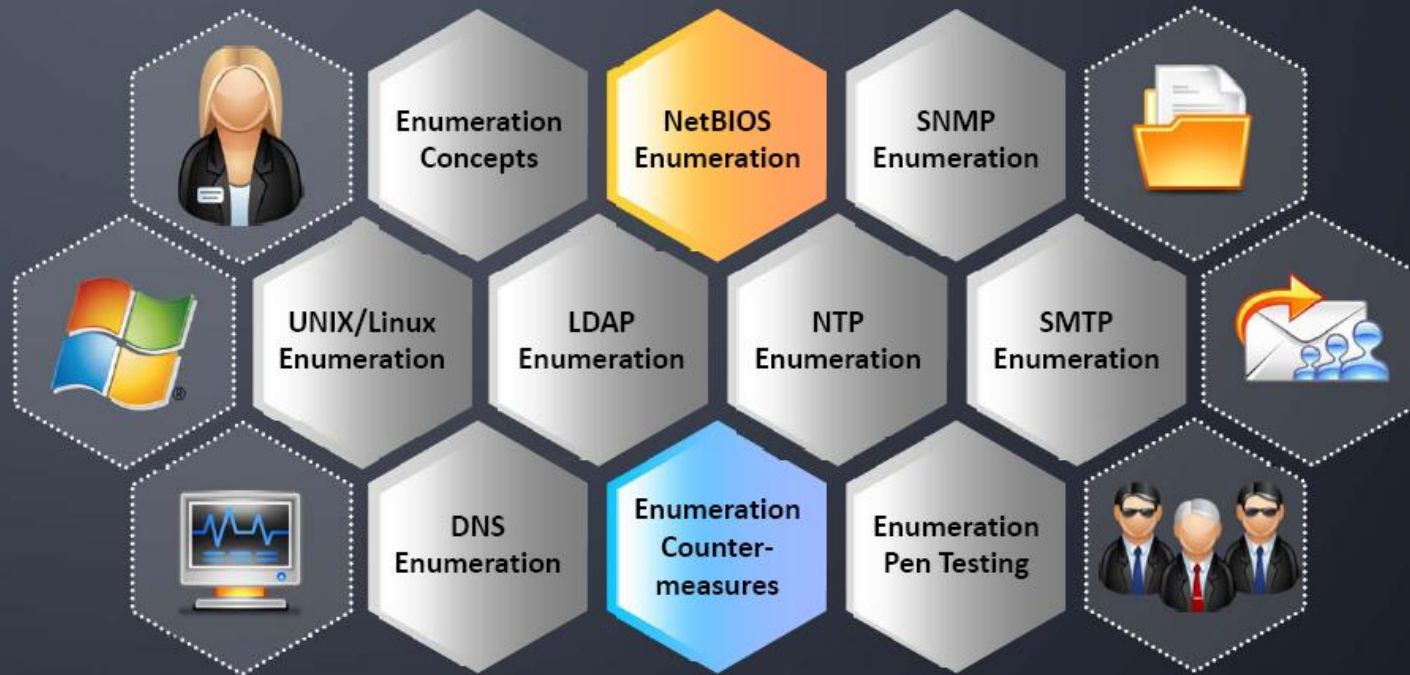 Enumeration
Concepts
NetBIOS
Enumeration
SNMP
Enumeration
UNIX/Linux
Enumeration
LDAP
Enumeration
NTP
Enumeration
SMTP
Enumeration
DNS
Enumeration
Enumeration
Counter-
measures
Enumeration
Pen Testing
®